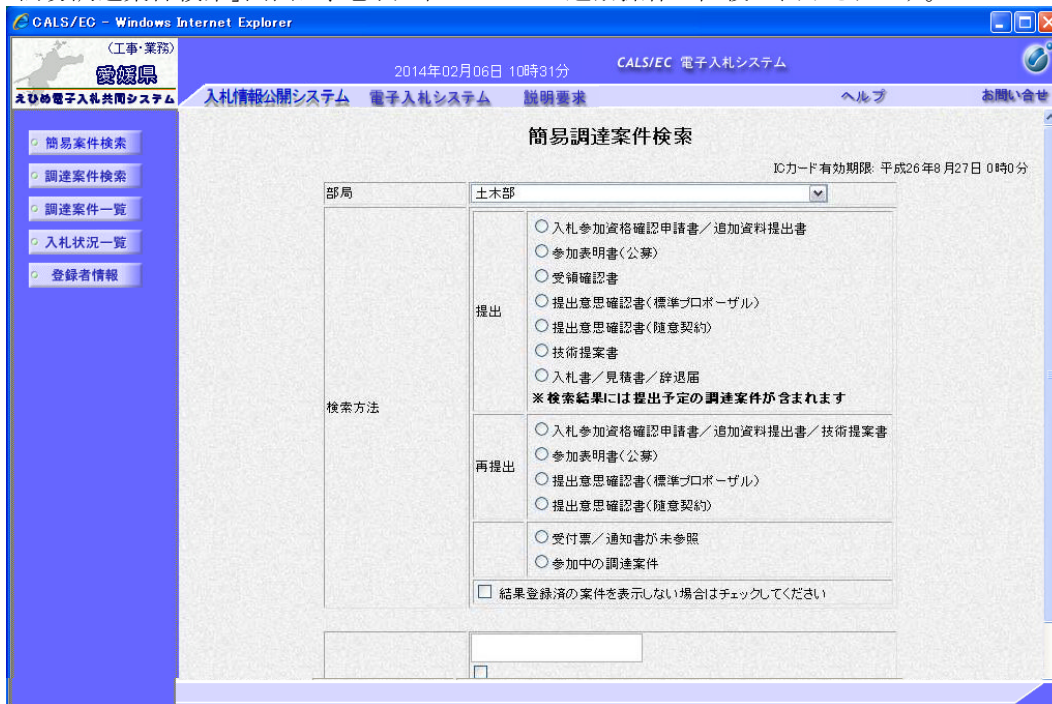 CALS/EC - Windows Internet Explorer
(工事・業務)
愛媛県
えひめ電子入札共同システム
2014年02月06日 10時31分
CALS/EC 電子入札システム
入札情報公開システム 電子入札システム 説明要求 ヘルプ お問い合せ
簡易案件検索
調達案件検索
調達案件一覧
入札状況一覧
登録者情報
簡易調達案件検索
ICカード有効期限: 平成26年8月27日 0時0分
部局 土木部
検索方法
提出
入札参加資格確認申請書/追加資料提出書
参加表明書(公募)
受領確認書
提出意思確認書(標準プロポーザル)
提出意思確認書(随意契約)
技術提案書
入札書/見積書/辞退届
※検索結果には提出予定の調達案件が含まれます
再提出
入札参加資格確認申請書/追加資料提出書/技術提案書
参加表明書(公募)
提出意思確認書(標準プロポーザル)
提出意思確認書(随意契約)
受付票/通知書が未参照
参加中の調達案件
結果登録済の案件を表示しない場合はチェックしてください